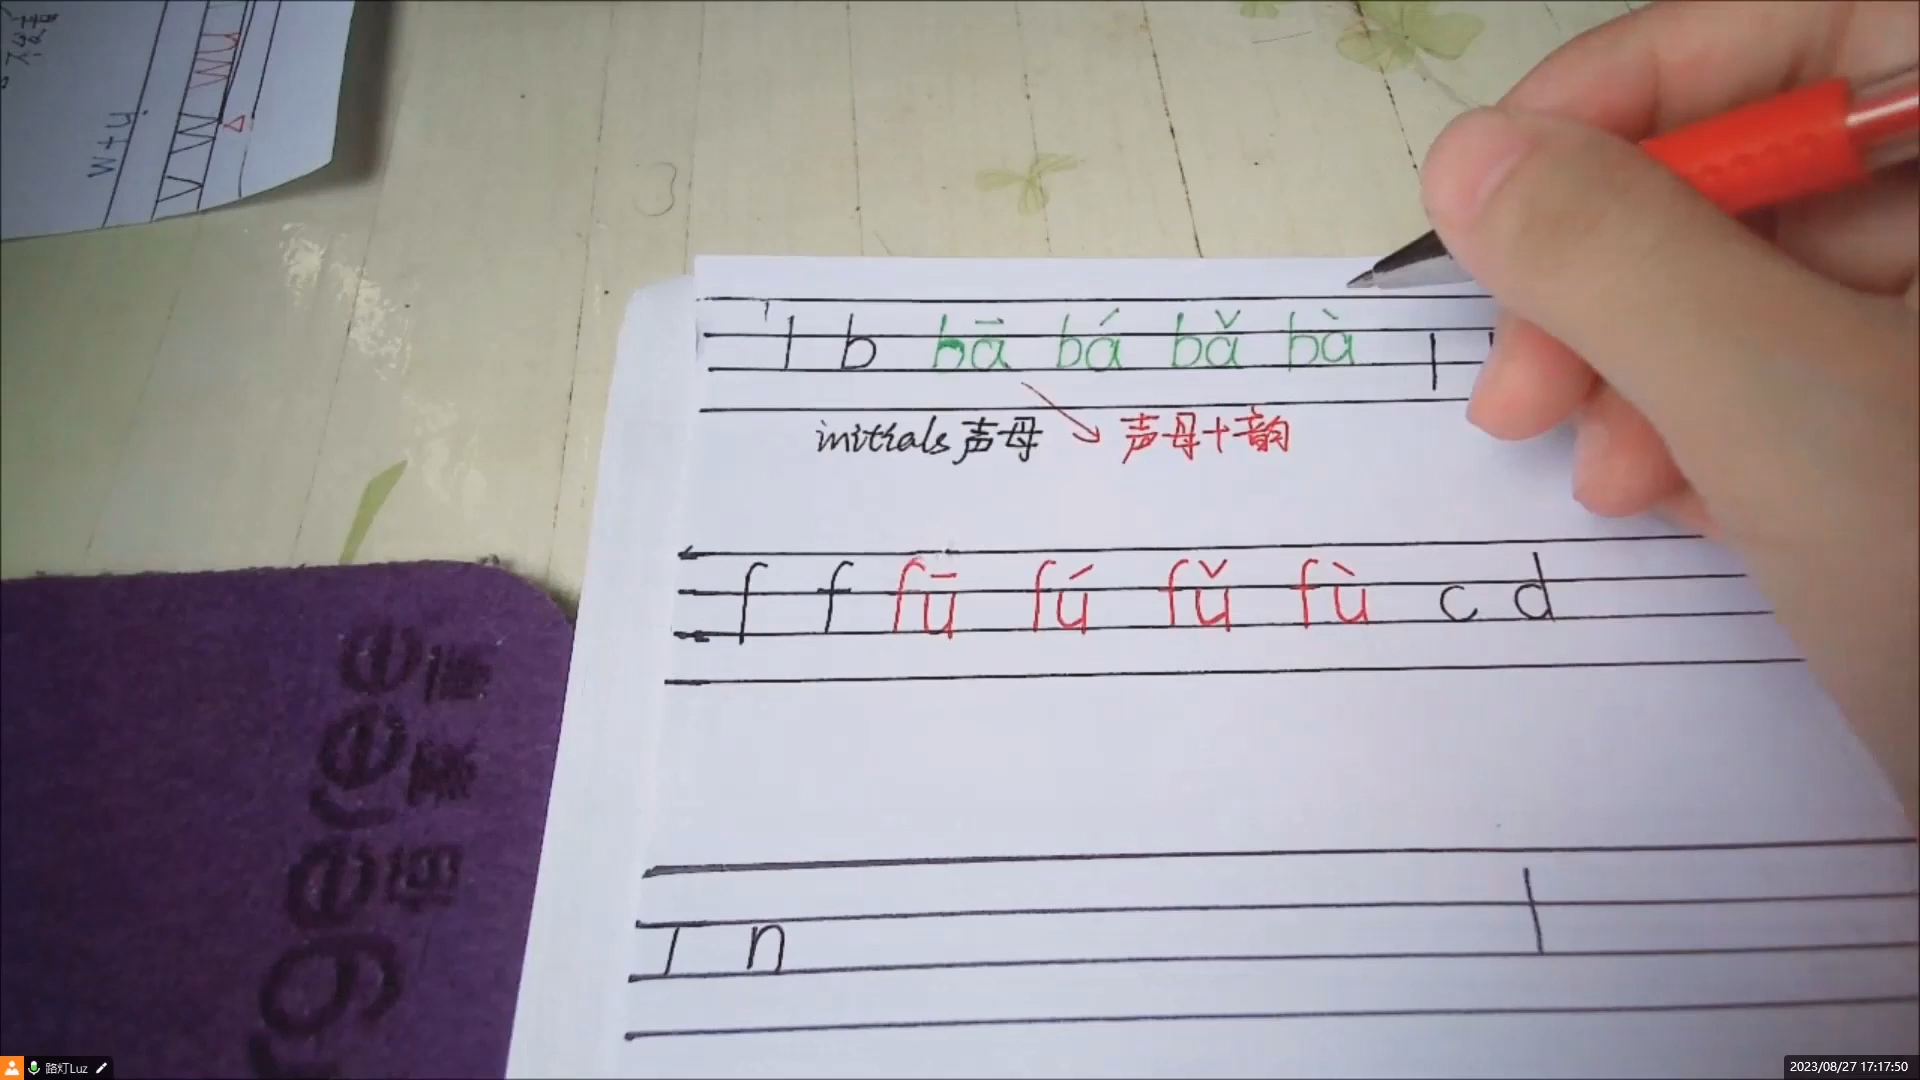 w+u
b bā bá bǎ bà
initials 声母 声母+韵
f fū fú fǔ fù c d
n
rgeree
路灯Luz
2023/08/27 17:17:50